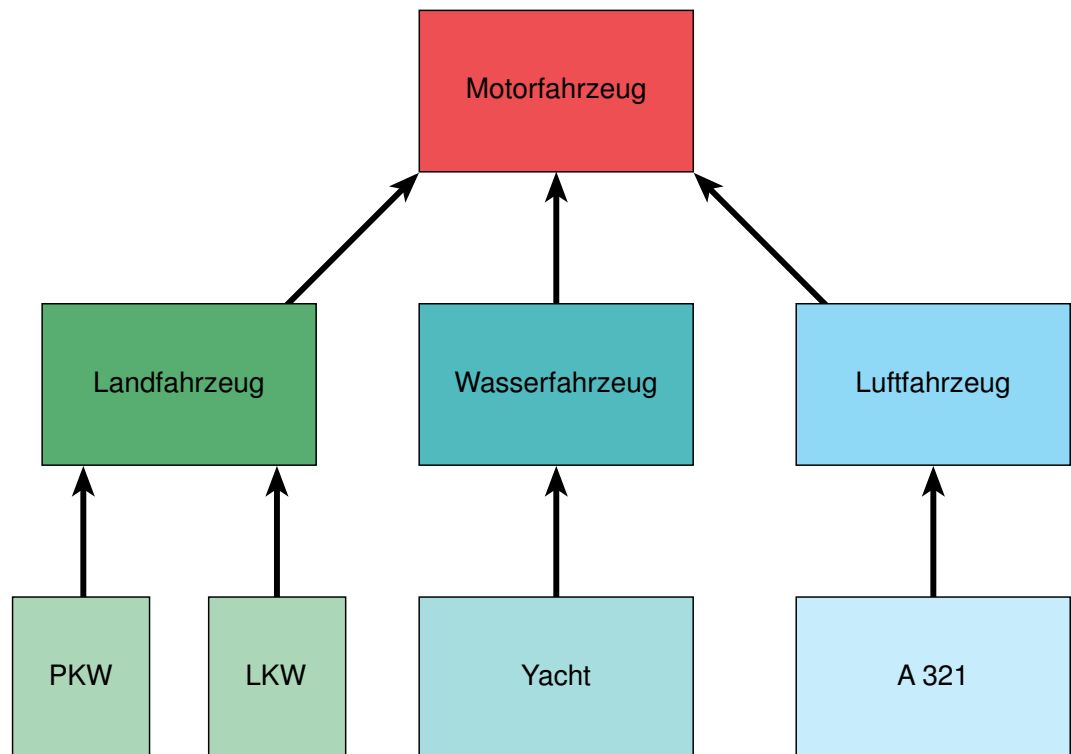 Motorfahrzeug
Landfahrzeug
Wasserfahrzeug
Luftfahrzeug
PKW
LKW
Yacht
A 321